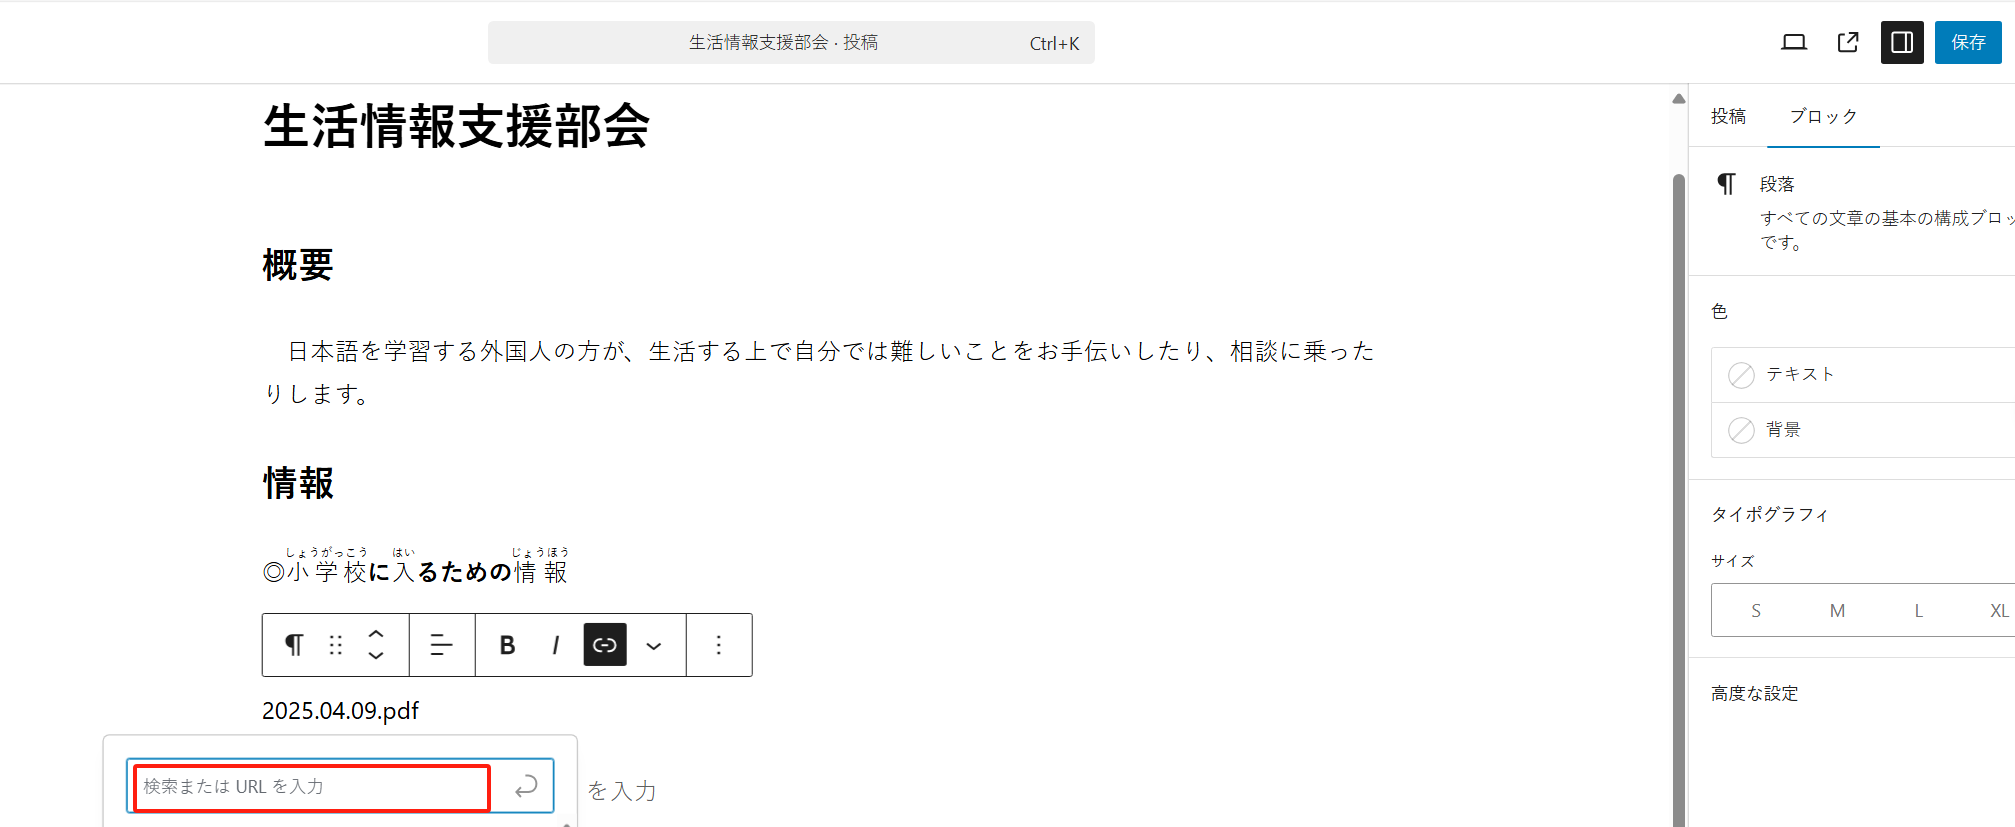 生活情報支援部会 · 投稿 Ctrl+K
保存
生活情報支援部会
概要
日本語を学習する外国人の方が、生活する上で自分では難しいことをお手伝いしたり、相談に乗った
りします。
情報
しょうがっこう はい じょうほう
◎小学校に入るための情報
B I
2025.04.09.pdf
検索または URL を入力
を入力
投稿 ブロック
段落
すべての文章の基本の構成ブロッ
です。
色
テキスト
背景
タイポグラフィ
サイズ
S M L XL
高度な設定